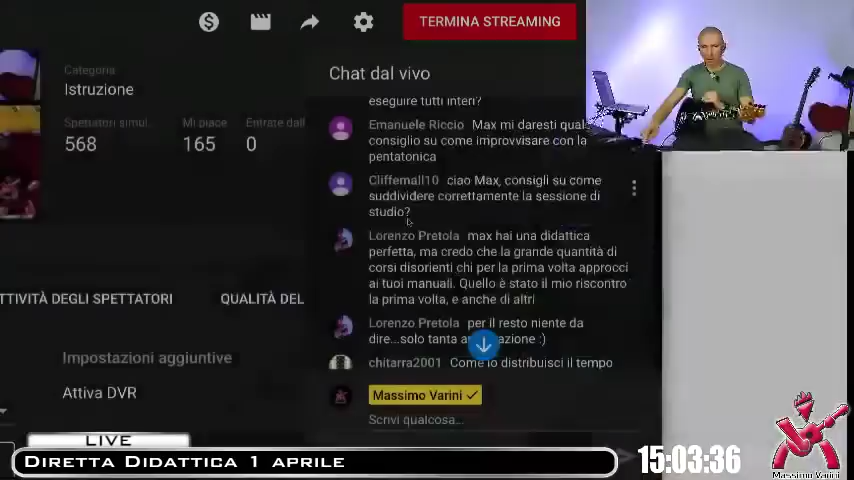 TERMINA STREAMING
Categoria
Istruzione
Spettatori simul...
Mi piace
Entrate dall
568
165
0
TTIVITÀ DEGLI SPETTATORI
QUALITÀ DEL
Impostazioni aggiuntive
Attiva DVR
Chat dal vivo
eseguire tutti interi?
Emanuele Riccio Max mi daresti qual
consiglio su come improvvisare con la
pentatonica
Cliffemall10 ciao Max, consigli su come
suddividere correttamente la sessione di
studio?
Lorenzo Pretola max hai una didattica
perfetta, ma credo che la grande quantità di
corsi disorienti chi per la prima volta approcci
ai tuoi manuali. Quello è stato il mio riscontro
la prima volta, e anche di altri
Lorenzo Pretola per il resto niente da
dire...solo tanta azione :)
chitarra2001 Come lo distribuisci il tempo
Massimo Varini
Scrivi qualcosa...
LIVE
DIRETTA DIDATTICA 1 APRILE
15:03:36
Massimo Varini